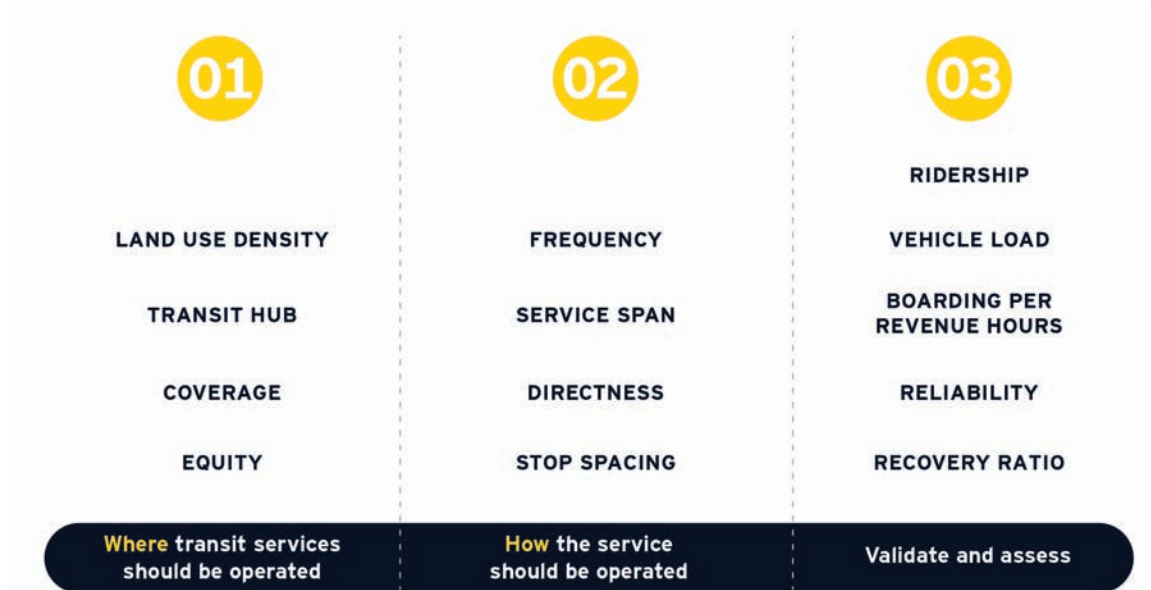 01
LAND USE DENSITY
TRANSIT HUB
COVERAGE
EQUITY
Where transit services
should be operated
02
FREQUENCY
SERVICE SPAN
DIRECTNESS
STOP SPACING
How the service
should be operated
03
RIDERSHIP
VEHICLE LOAD
BOARDING PER
REVENUE HOURS
RELIABILITY
RECOVERY RATIO
Validate and assess